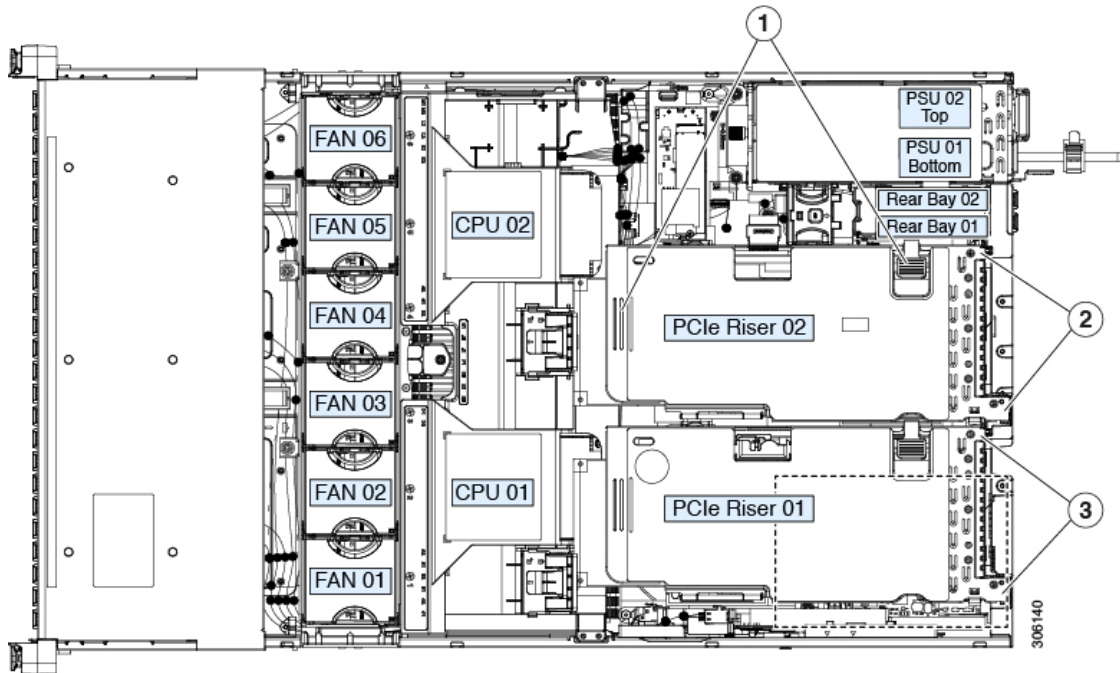 1
FAN 06
PSU 02
Top
PSU 01
Bottom
Rear Bay 02
FAN 05
CPU 02
Rear Bay 01
FAN 04
PCIe Riser 02
2
FAN 03
FAN 02
CPU 01
PCIe Riser 01
3
FAN 01
306140